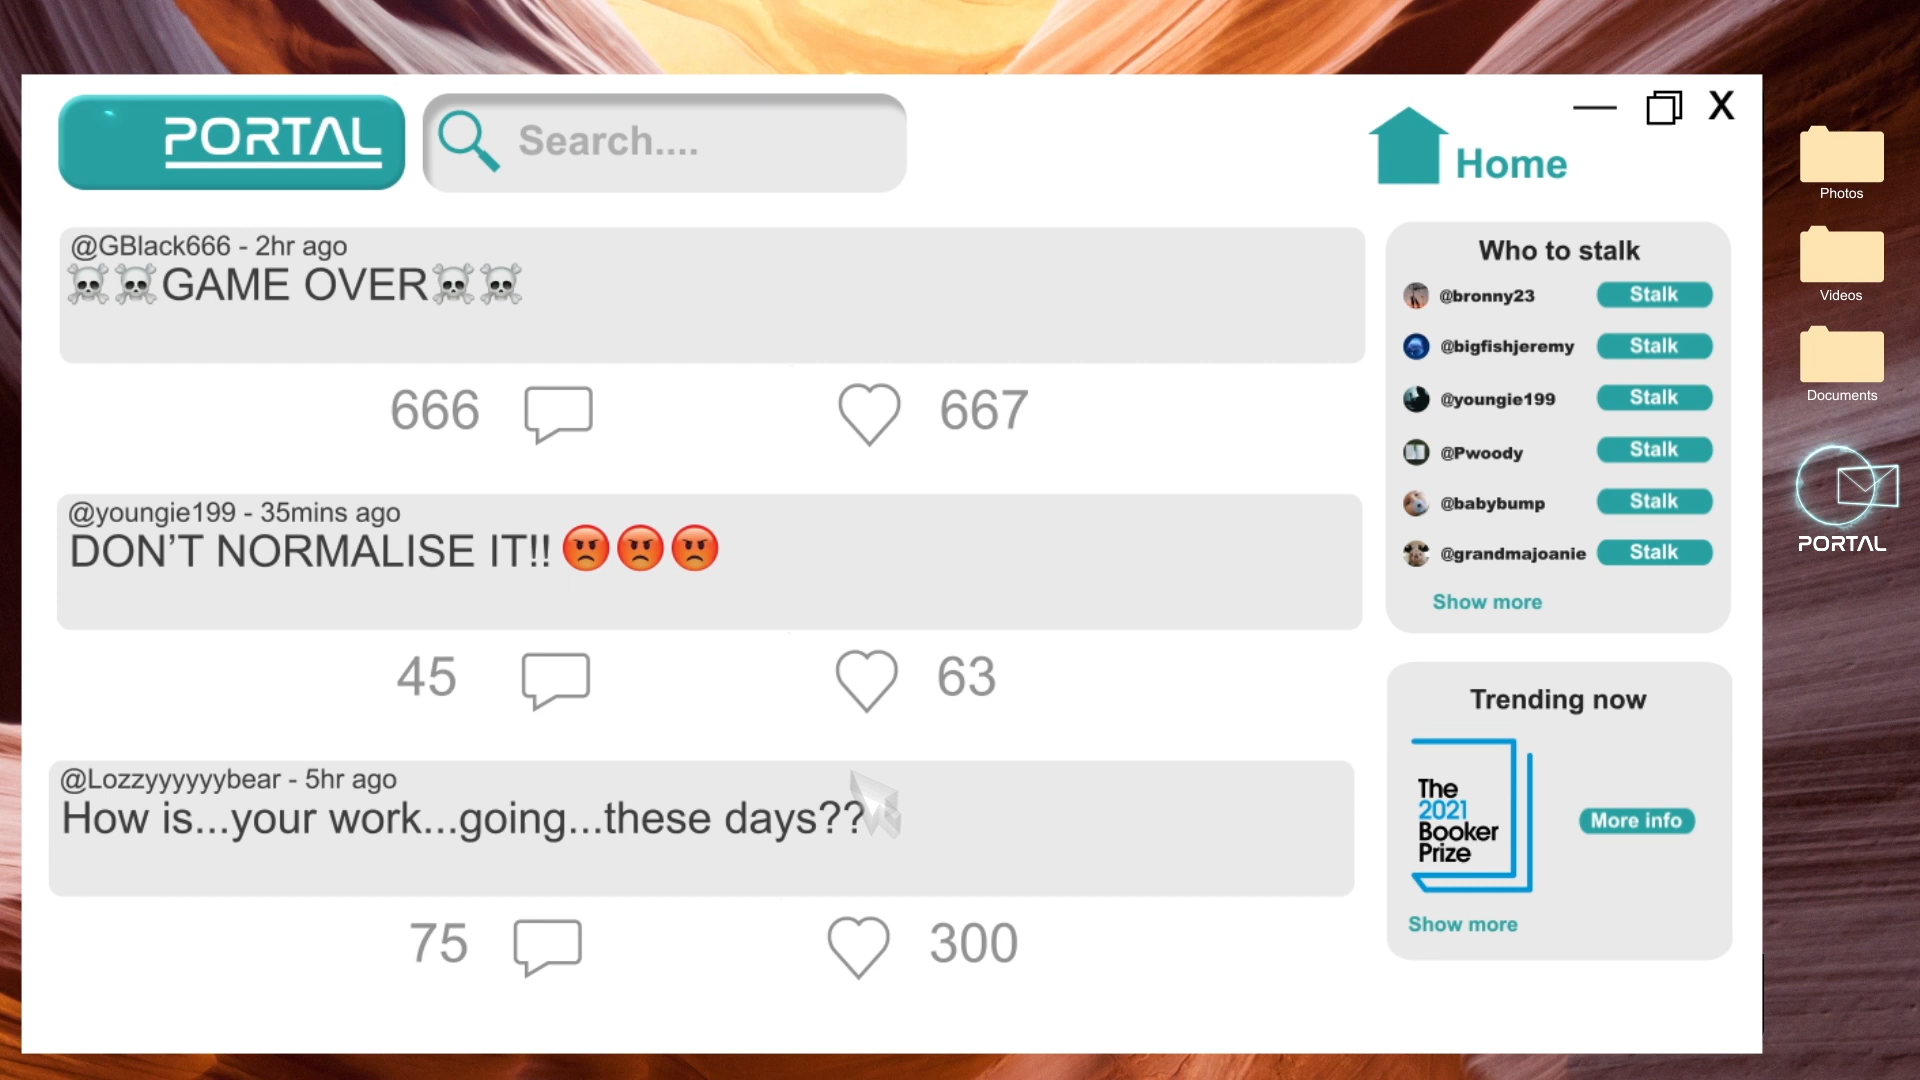 PORTAL
Search....
Home
X
@GBlack666 - 2hr ago
☠️☠️GAME OVER☠️☠️
666
667
@youngie199 - 35mins ago
DON’T NORMALISE IT!! 😡😡😡
45
63
@Lozzyyyyyybear - 5hr ago
How is...your work...going...these days??
75
300
Who to stalk
@bronny23 Stalk
@bigfishjeremy Stalk
@youngie199 Stalk
@Pwoody Stalk
@babybump Stalk
@grandmajoanie Stalk
Show more
Trending now
The
2021
Booker
Prize
More info
Show more
Photos
Videos
Documents
PORTAL